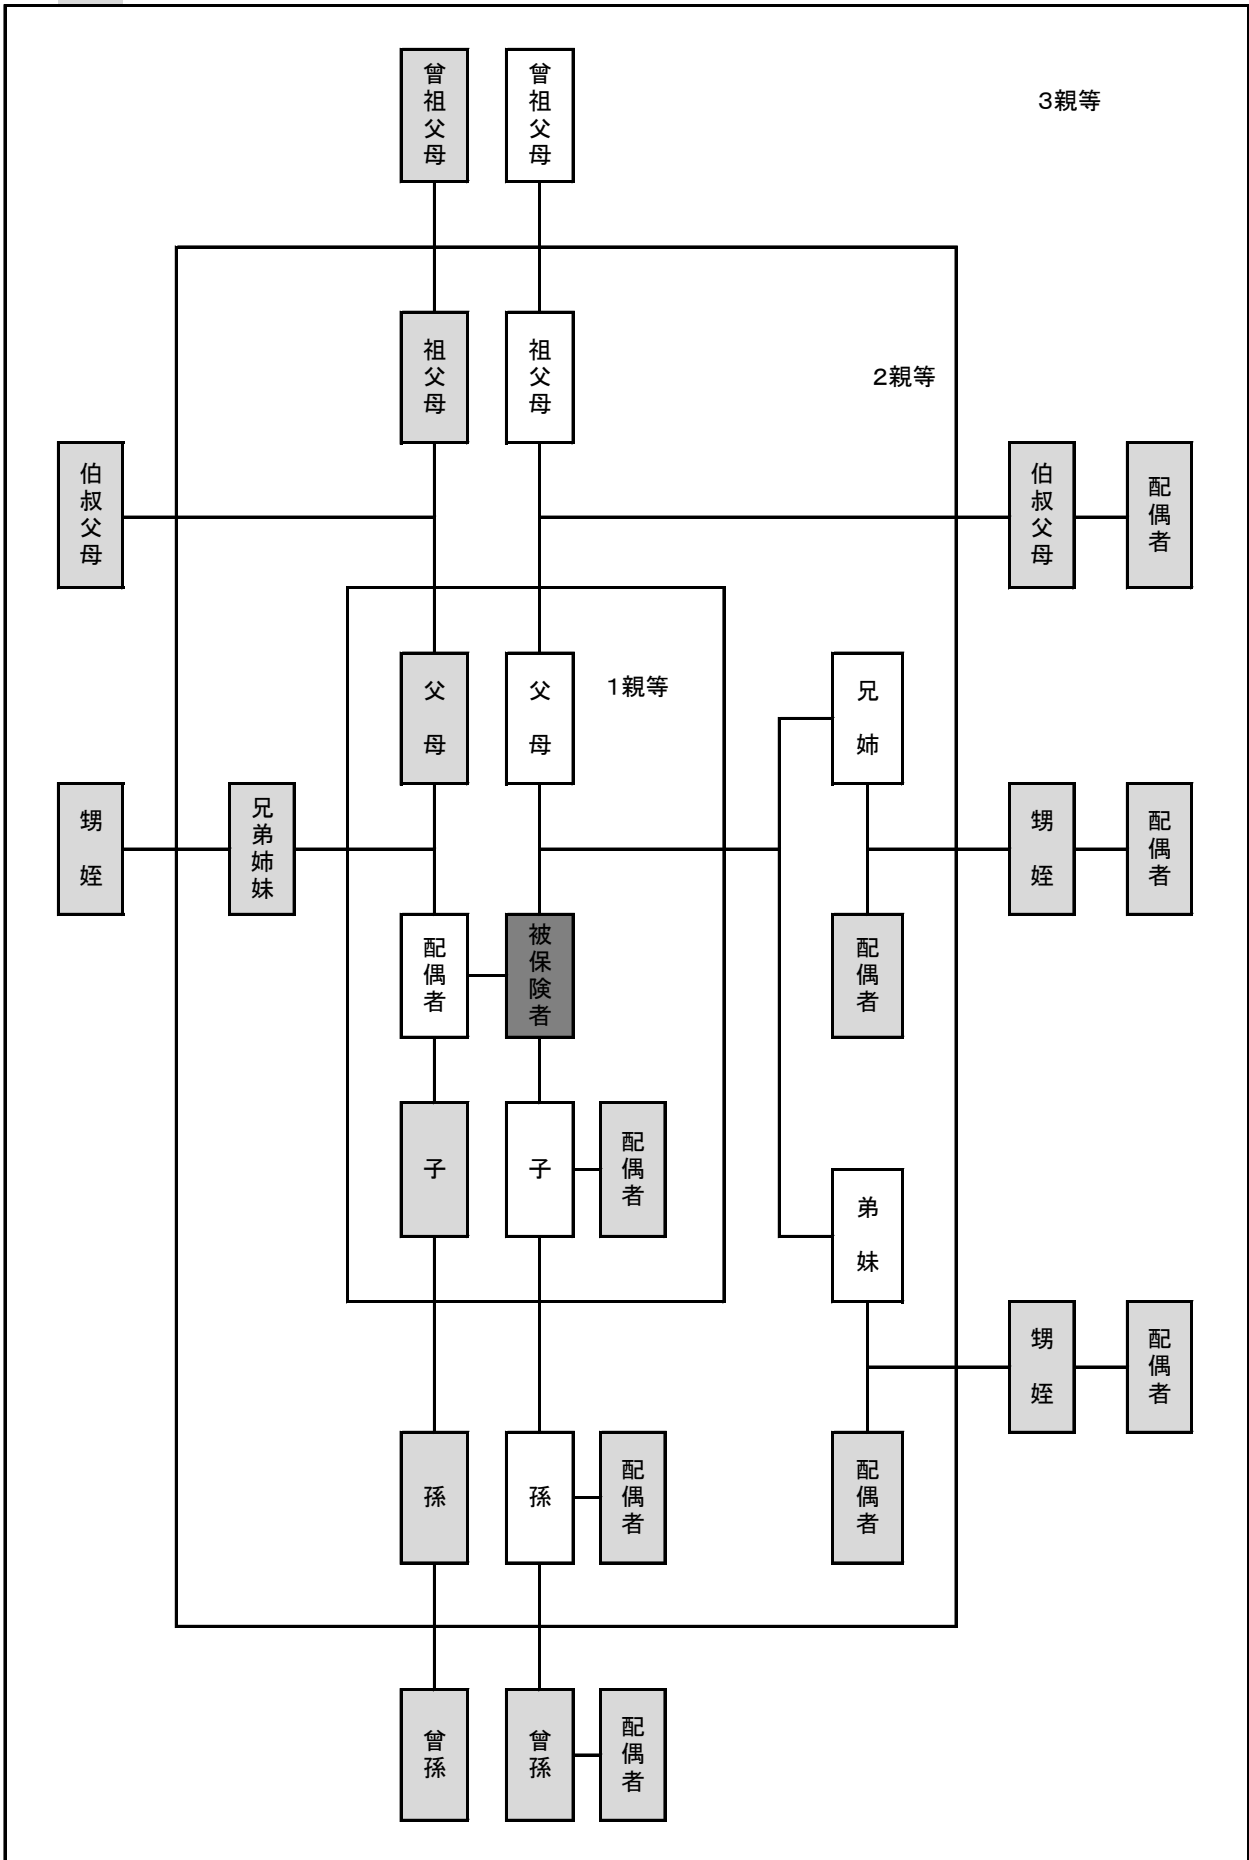 曾祖父母
曾祖父母
3親等
祖父母
祖父母
2親等
伯叔父母
伯叔父母
配偶者
父母
父母
1親等
兄姉
甥姪
兄弟姉妹
甥姪
配偶者
配偶者
被保険者
配偶者
子
子
配偶者
弟妹
甥姪
配偶者
孫
孫
配偶者
配偶者
曾孫
曾孫
配偶者